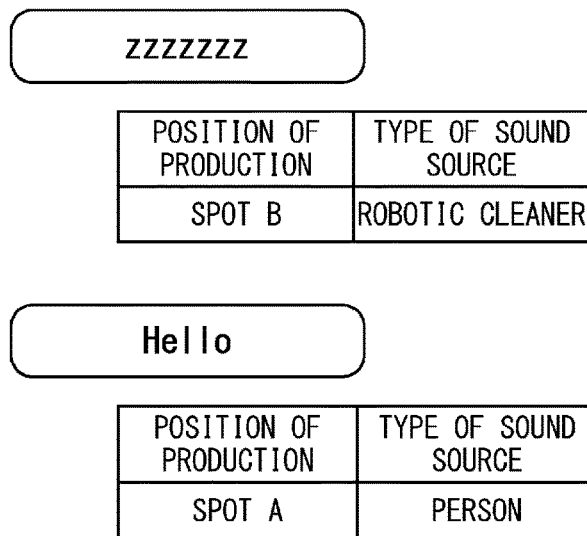 zzzzzzz
POSITION OF PRODUCTION TYPE OF SOUND SOURCE
SPOT B ROBOTIC CLEANER
Hello
POSITION OF PRODUCTION TYPE OF SOUND SOURCE
SPOT A PERSON